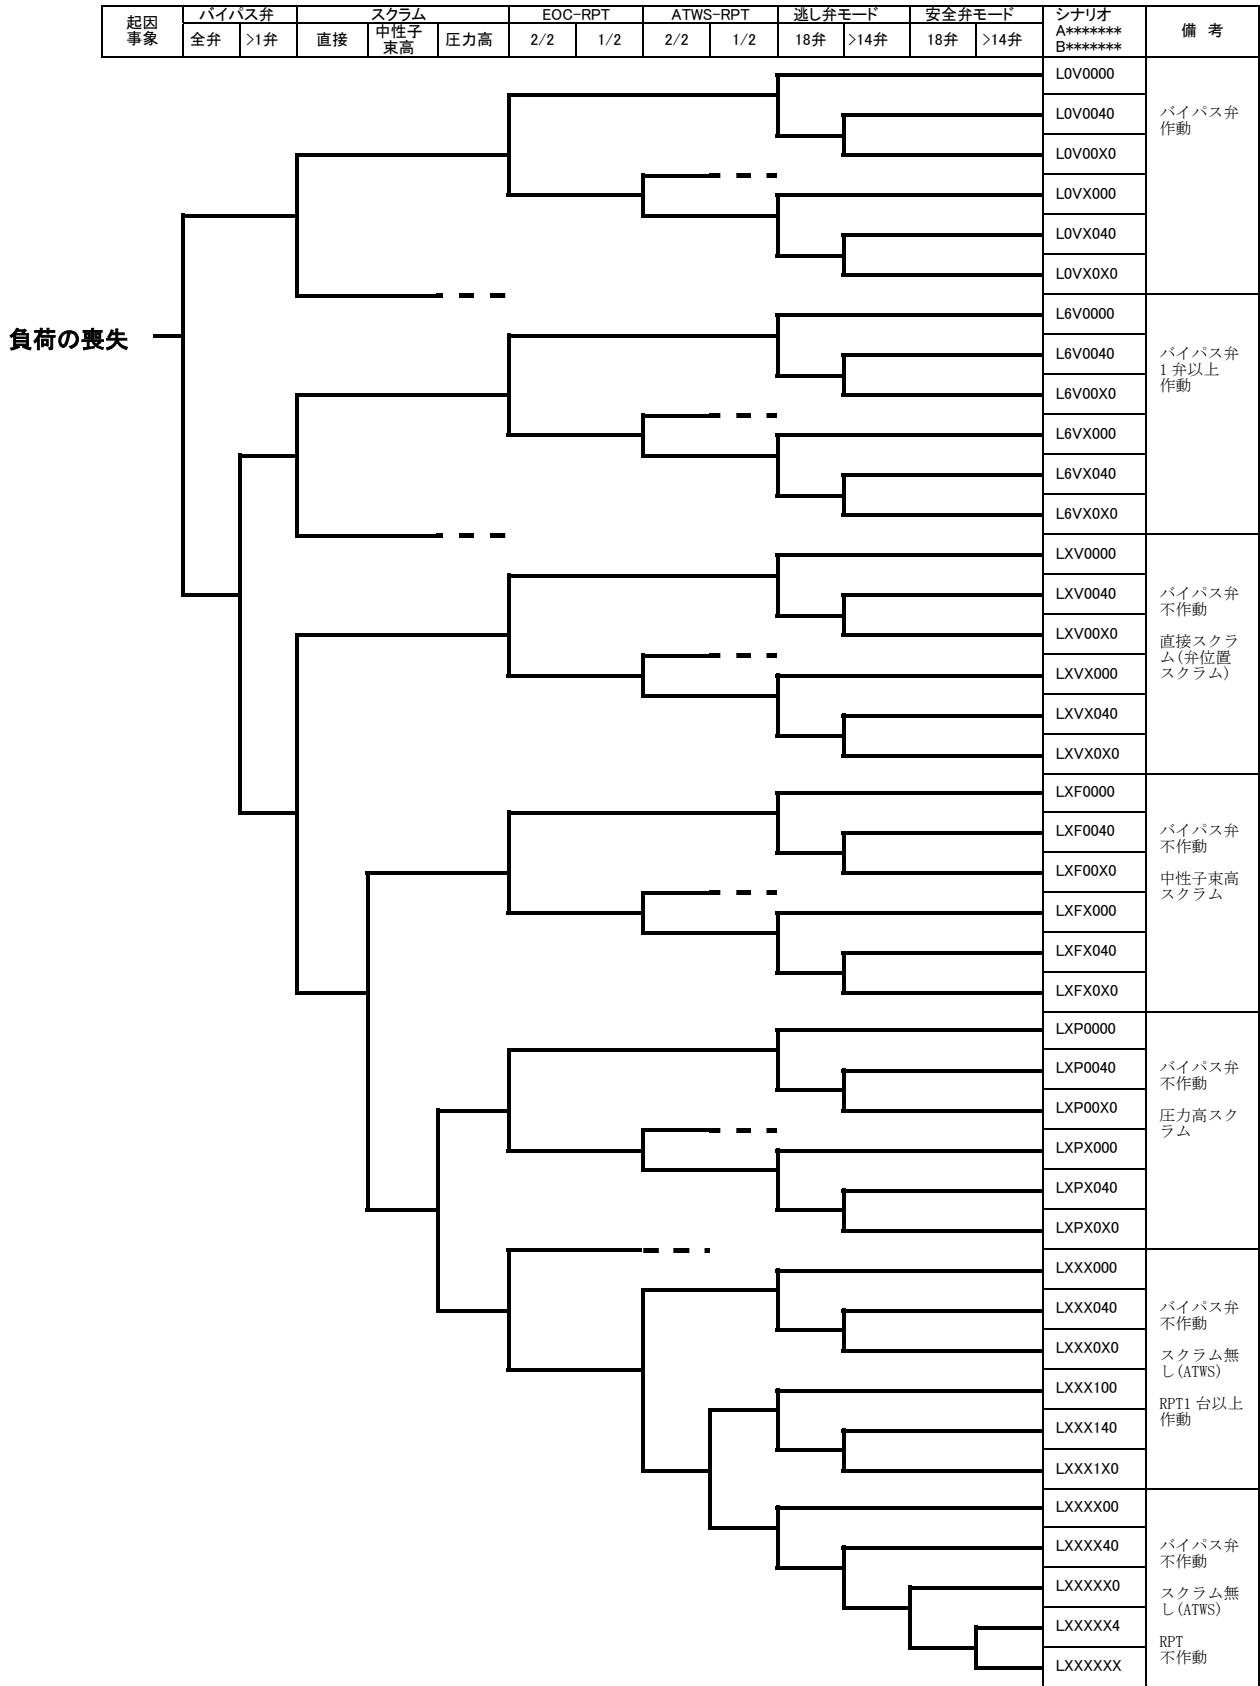 起因
事象
バイパス弁
スクラム
EOC-RPT
ATWS-RPT
逃し弁モード
安全弁モード
シナリオ
A*******
B*******
備 考
全弁
>1弁
直接
中性子
束高
圧力高
2/2
1/2
2/2
1/2
18弁
>14弁
18弁
>14弁
負荷の喪失
L0V0000
L0V0040
L0V00X0
L0VX000
L0VX040
L0VX0X0
バイパス弁
作動
L6V0000
L6V0040
L6V00X0
L6VX000
L6VX040
L6VX0X0
バイパス弁
1弁以上
作動
LXV0000
LXV0040
LXV00X0
LXVX000
LXVX040
LXVX0X0
バイパス弁
不作動
直接スクラ
ム(弁位置
スクラム)
LXF0000
LXF0040
LXF00X0
LXFX000
LXFX040
LXFX0X0
バイパス弁
不作動
中性子束高
スクラム
LXP0000
LXP0040
LXP00X0
LXPX000
LXPX040
LXPX0X0
バイパス弁
不作動
圧力高スク
ラム
LXXX000
LXXX040
LXXX0X0
LXXX100
LXXX140
LXXX1X0
バイパス弁
不作動
スクラム無
し(ATWS)
RPT1台以上
作動
LXXXX00
LXXXX40
LXXXXX0
LXXXXX4
LXXXXXX
バイパス弁
不作動
スクラム無
し(ATWS)
RPT
不作動